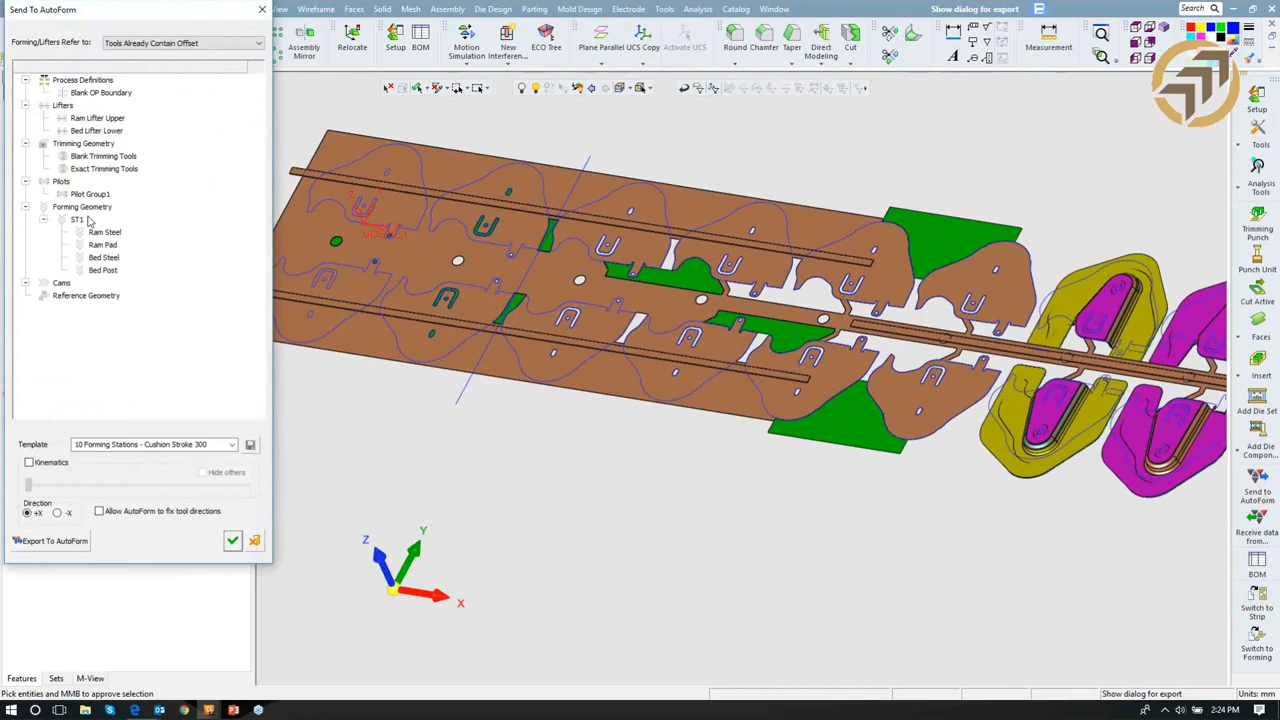 Send To AutoForm
Wireframe Faces Solid Mesh Assembly Die Design Parting Mold Design Electrode Tools Analysis Catalog
Show dialog for export
Search
Forming/Lifters Refer to:
Tools Already Contain Offset
Assembly Mirror
Relocate
Setup
BOM
Motion Simulation
New Interferen...
ECO Tree
Plane Parallel
UCS Copy
Activate UCS
Round
Chamfer
Taper
Direct Modeling
Cut
Measurement
Process Definitions
Blank OP Boundary
Lifters
Ram Lifter Upper
Bed Lifter Lower
Trimming Geometry
Blank Trimming Tools
Exact Trimming Tools
Pilots
Pilot Group1
Forming Geometry
ST1
Ram Steel
Ram Pad
Bed Steel
Bed Post
Cams
Reference Geometry
Template
10 Forming Stations - Cushion Stroke 300
Kinematics
Hide others
Direction
+X
-X
Allow AutoForm to fix tool directions
Export To AutoForm
Z
Y
X
Setup
Tools
Analysis Tools
Trimming Punch
Punch Unit
Cut Active
Faces
Insert
Add Die Set
Add Die Compon...
Send to AutoForm
Receive data from...
BOM
Switch to Strip
Switch to Forming
Features Sets M-View
Pick entities and MMB to approve selection
Show dialog for export
Units: mm
2:24 PM